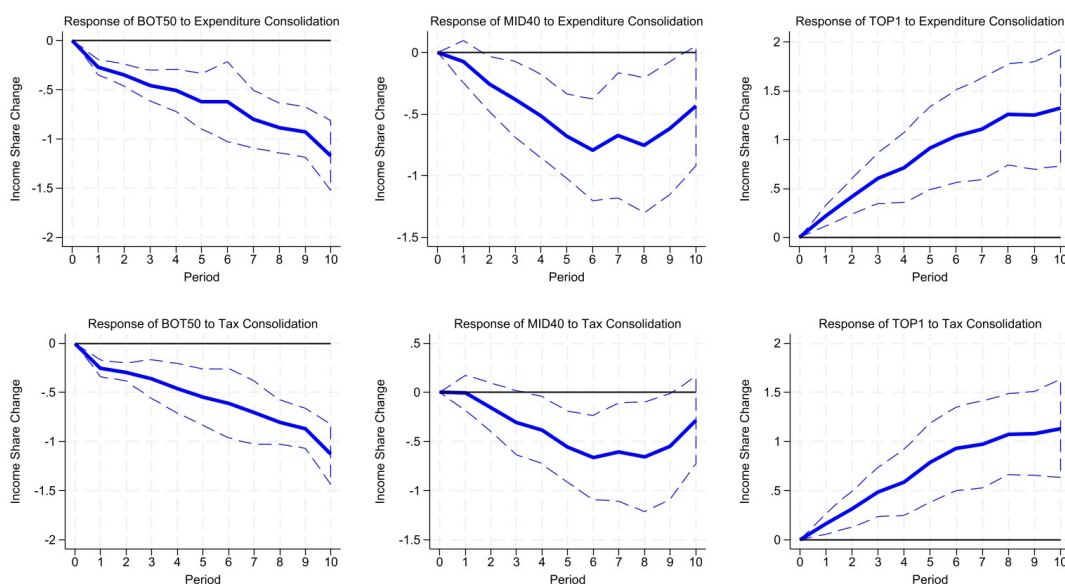 Response of BOT50 to Expenditure Consolidation
Income Share Change
0
-.5
-1
-1.5
-2
0 1 2 3 4 5 6 7 8 9 10
Period
Response of MID40 to Expenditure Consolidation
Income Share Change
0
-.5
-1
-1.5
0 1 2 3 4 5 6 7 8 9 10
Period
Response of TOP1 to Expenditure Consolidation
Income Share Change
2
1.5
1
.5
0
0 1 2 3 4 5 6 7 8 9 10
Period
Response of BOT50 to Tax Consolidation
Income Share Change
0
-.5
-1
-1.5
-2
0 1 2 3 4 5 6 7 8 9 10
Period
Response of MID40 to Tax Consolidation
Income Share Change
.5
0
-.5
-1
-1.5
0 1 2 3 4 5 6 7 8 9 10
Period
Response of TOP1 to Tax Consolidation
Income Share Change
2
1.5
1
.5
0
0 1 2 3 4 5 6 7 8 9 10
Period